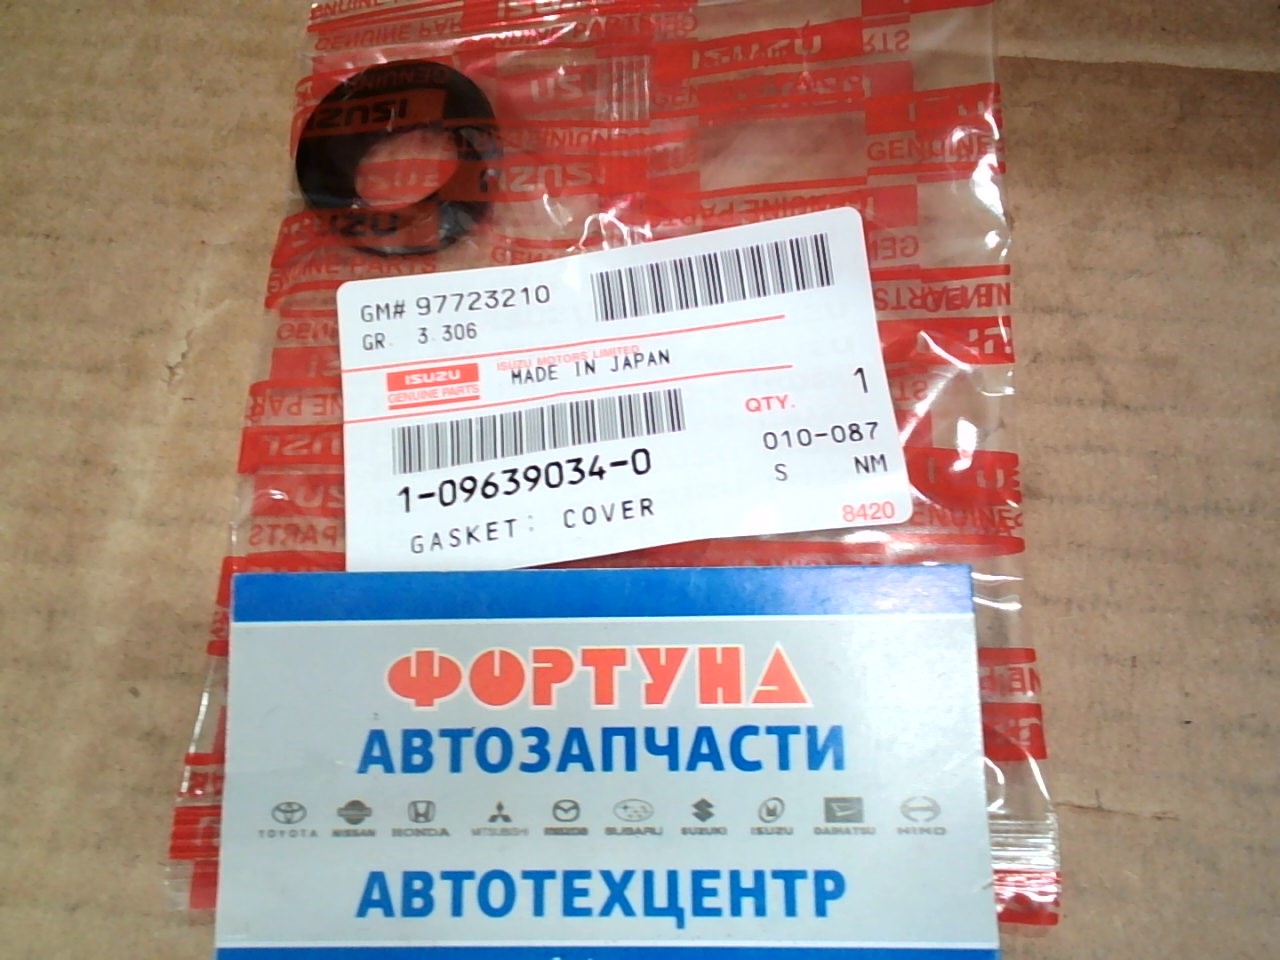 GM# 97723210
GR. 3.306
ISUZU
GENUINE PARTS
ISUZU MOTORS LIMITED
MADE IN JAPAN
QTY. 1
1-09639034-0
010-087
GASKET: COVER
S NM
8420
ФОРТУНА
АВТОЗАПЧАСТИ
TOYOTA NISSAN HONDA MITSUBISHI MAZDA SUBARU SUZUKI ISUZU DAIHATSU HINO
АВТОТЕХЦЕНТР